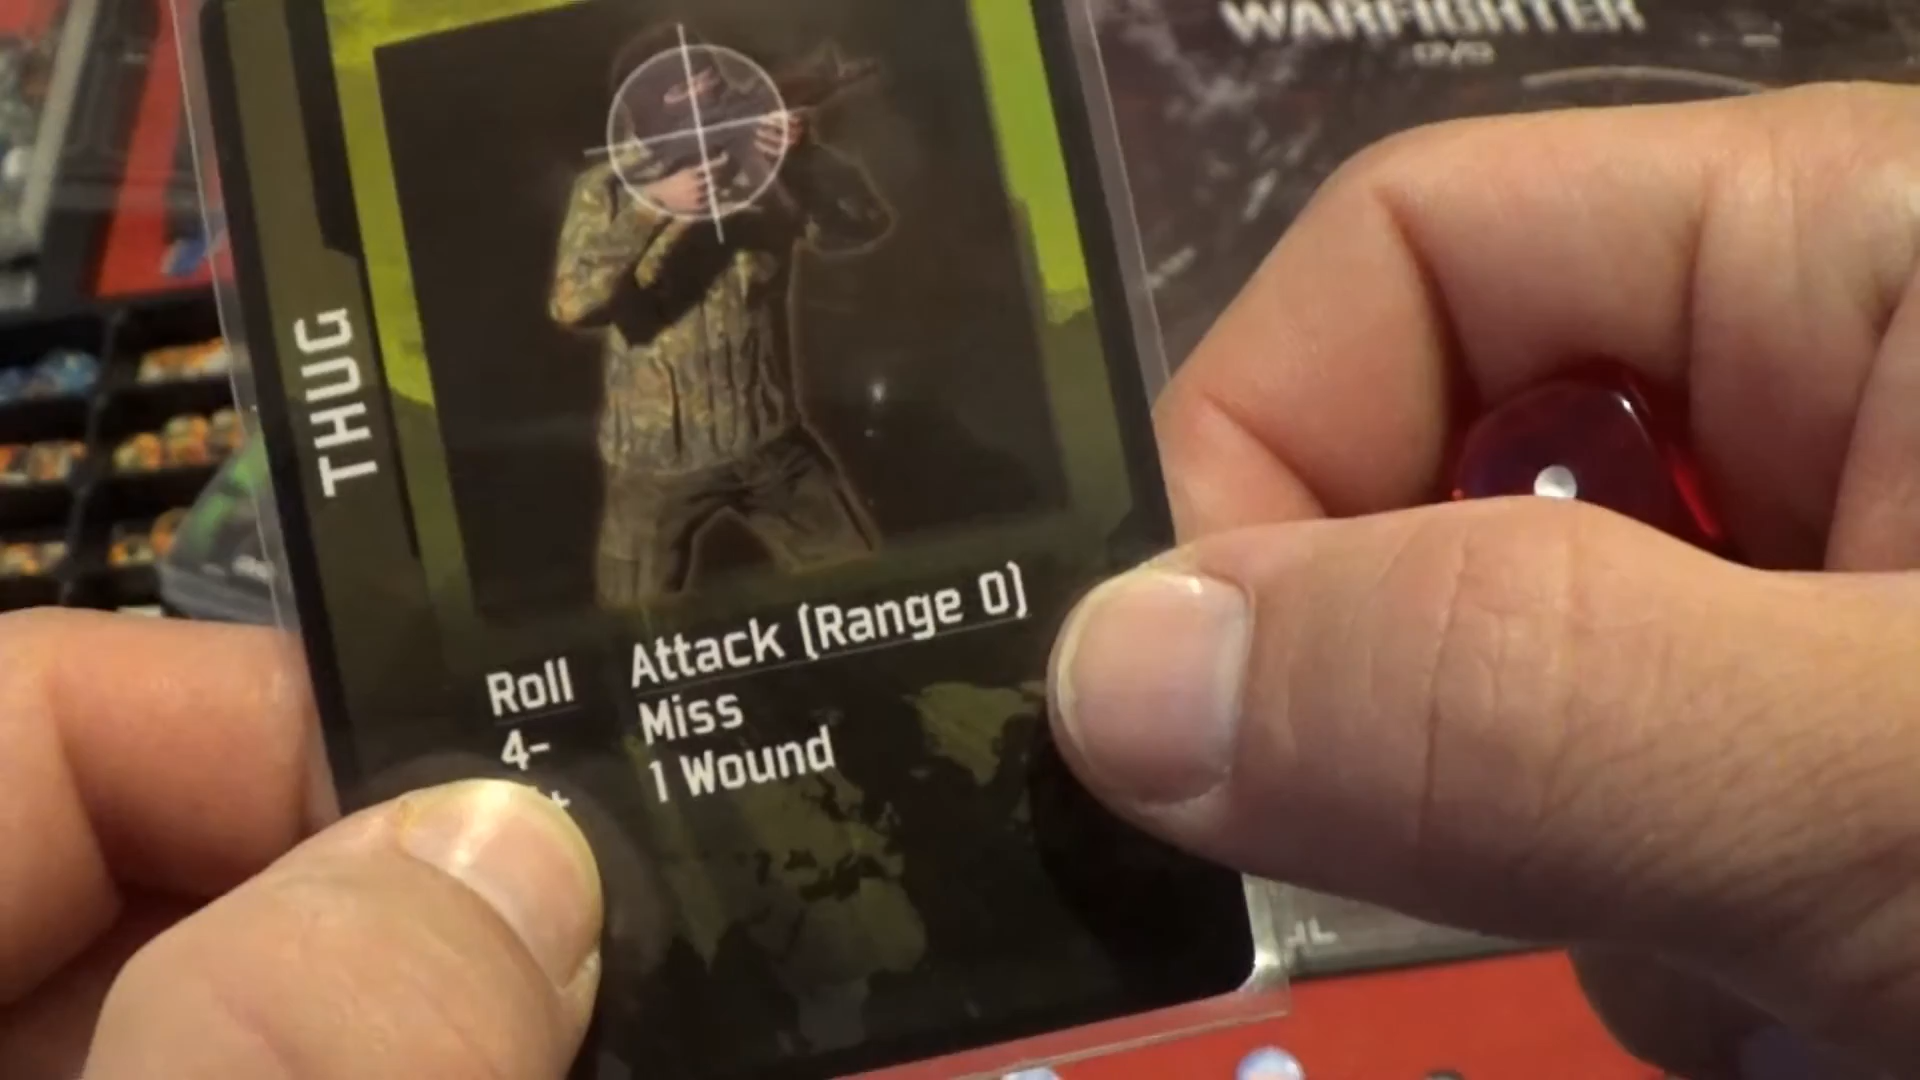 WARFIGHTER
THUG
Roll Attack (Range 0)
4- Miss
+ 1 Wound